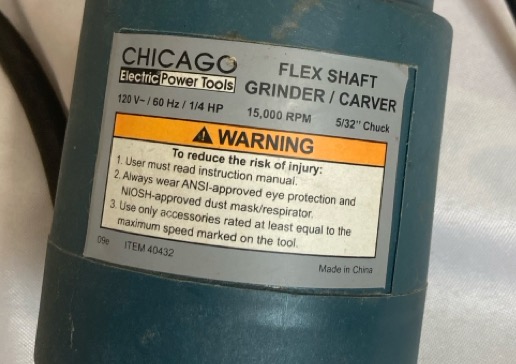 CHICAGO
Electric Power Tools
FLEX SHAFT
GRINDER / CARVER
120 V~ / 60 Hz / 1/4 HP 15,000 RPM 5/32" Chuck
WARNING
To reduce the risk of injury:
1. User must read instruction manual.
2. Always wear ANSI-approved eye protection and
NIOSH-approved dust mask/respirator.
3. Use only accessories rated at least equal to the
maximum speed marked on the tool.
09e ITEM 40432
Made in China